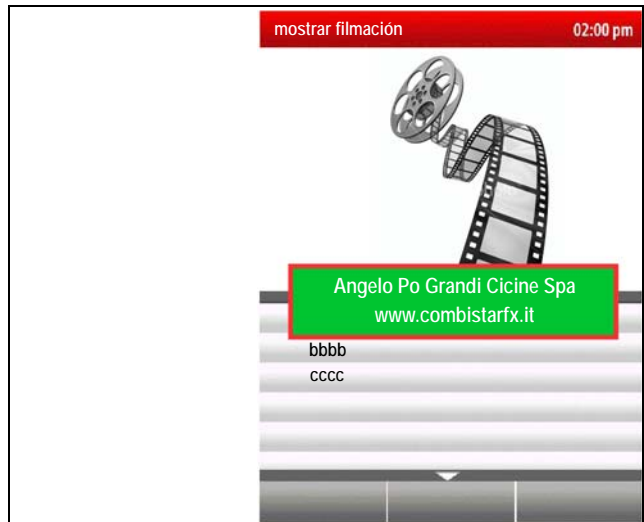 mostrar filmación
02:00 pm
Angelo Po Grandi Cicine Spa
www.combistarfx.it
bbbb
cccc